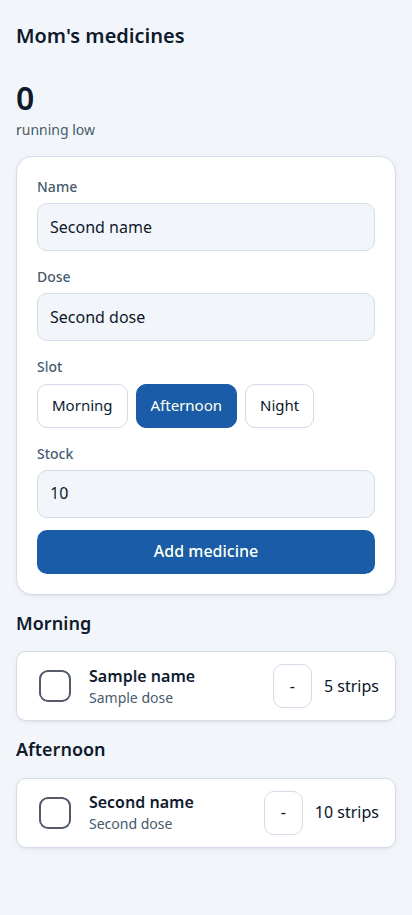 Mom's medicines
0
running low
Name
Second name
Dose
Second dose
Slot
Morning Afternoon Night
Stock
10
Add medicine
Morning
Sample name
Sample dose
- 5 strips
Afternoon
Second name
Second dose
- 10 strips